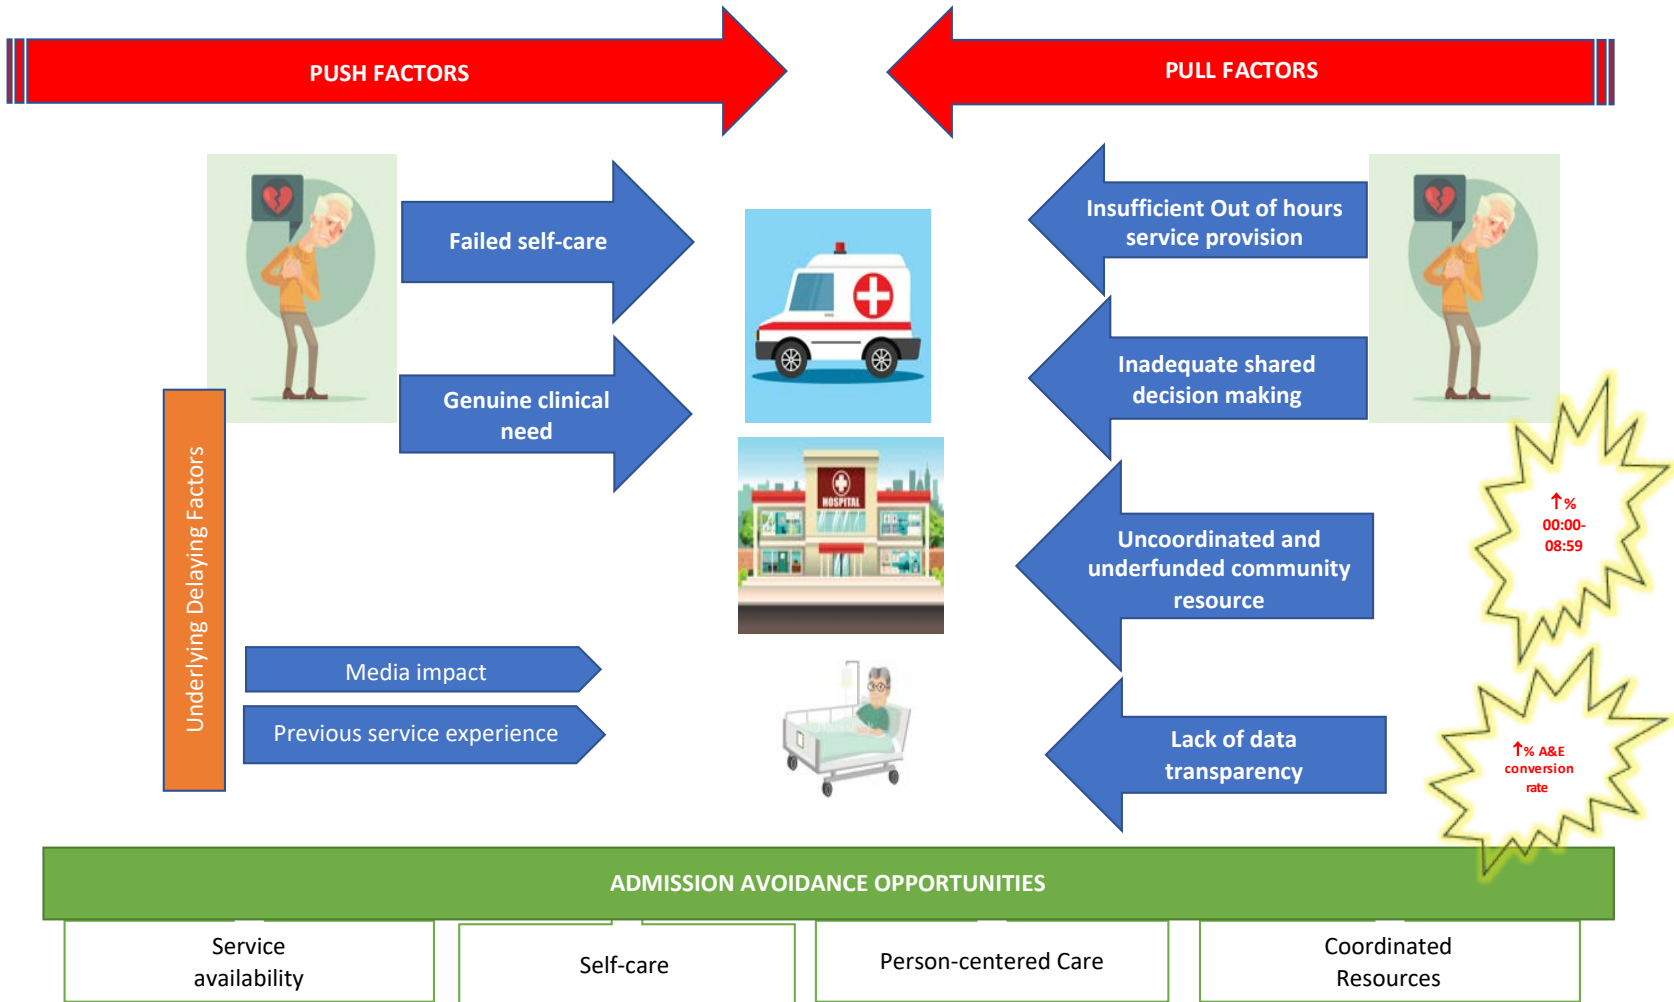 PUSH FACTORS
PULL FACTORS
Failed self-care
Genuine clinical
need
Insufficient Out of hours
service provision
Inadequate shared
decision making
HOSPITAL
Uncoordinated and
underfunded community
resource
↑%
00:00-
08:59
Underlying Delaying Factors
Media impact
Previous service experience
Lack of data
transparency
↑% A&E
conversion
rate
ADMISSION AVOIDANCE OPPORTUNITIES
Service
availability
Self-care
Person-centered Care
Coordinated
Resources